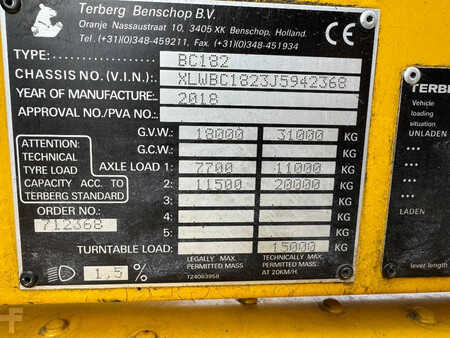 Terberg Benschop B.V.
Oranje Nassaustraat 10, 3405 XK Benschop, Holland.
Tel. (+31)(0)348-459211, Fax. (+31)(0)348-451934
TYPE: BC182
CHASSIS NO.(V.I.N.): XLWBC1823J5942368
YEAR OF MANUFACTURE: 2018
APPROVAL NO./PVA NO.
G.V.W.: 18000 31000 KG
G.C.W.: KG
ATTENTION:
TECHNICAL
TYRE LOAD
CAPACITY ACC. TO
TERBERG STANDARD
AXLE LOAD 1: 7700 11000 KG
2: 11500 20000 KG
3: KG
4: KG
5: KG
ORDER NO.:
712368
TURNTABLE LOAD: 15000 KG
1,5 %
LEGALLY MAX.
PERMITTED MASS
TECHNICALLY MAX.
PERMITTED MASS
AT 20KM/H
TERBE
Vehicle
loading
situation
UNLADEN
LADEN
level length
F